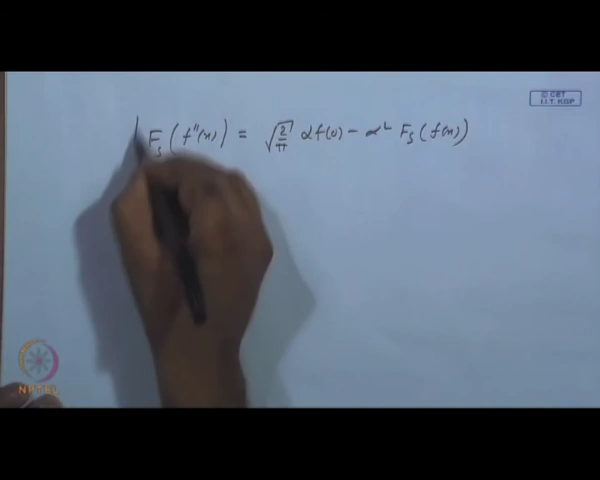 © CET
I.I.T. KGP
F_s ( f''(x) ) = √(2/π) α f(0) − α² F_s ( f(x) )
NPTEL